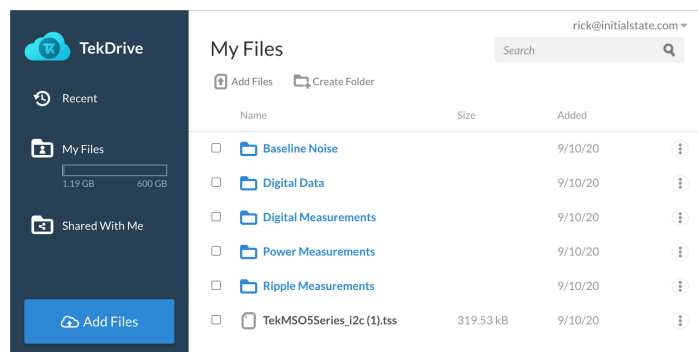 rick@initialstate.com
TekDrive
My Files
Search
Add Files Create Folder
Recent
Name Size Added
My Files
1.19 GB 600 GB
Shared With Me
Add Files
Baseline Noise 9/10/20
Digital Data 9/10/20
Digital Measurements 9/10/20
Power Measurements 9/10/20
Ripple Measurements 9/10/20
TekMSO5Series_i2c (1).tss 319.53 kB 9/10/20